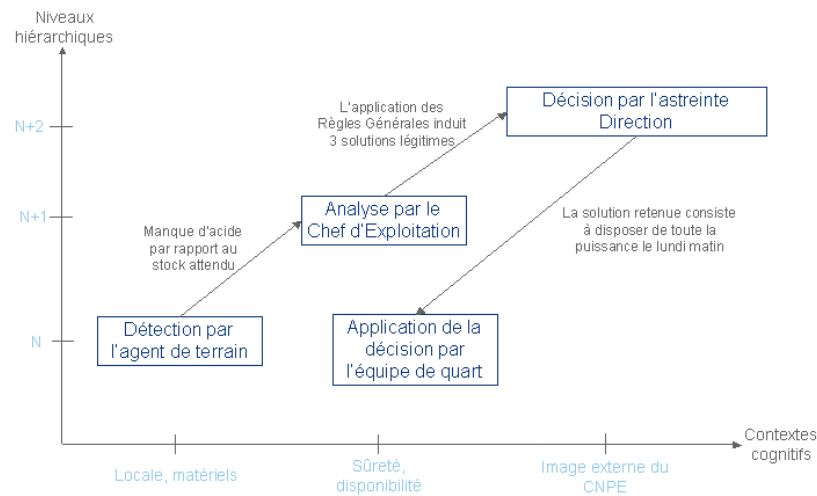 Niveaux
hiérarchiques
N+2
N+1
N
L'application des
Règles Générales induit
3 solutions légitimes
Décision par l'astreinte
Direction
Manque d'acide
par rapport au
stock attendu
Analyse par le
Chef d'Exploitation
La solution retenue consiste
à disposer de toute la
puissance le lundi matin
Détection par
l'agent de terrain
Application de la
décision par
l'équipe de quart
Contextes
cognitifs
Locale, matériels
Sûreté,
disponibilité
Image externe du
CNPE